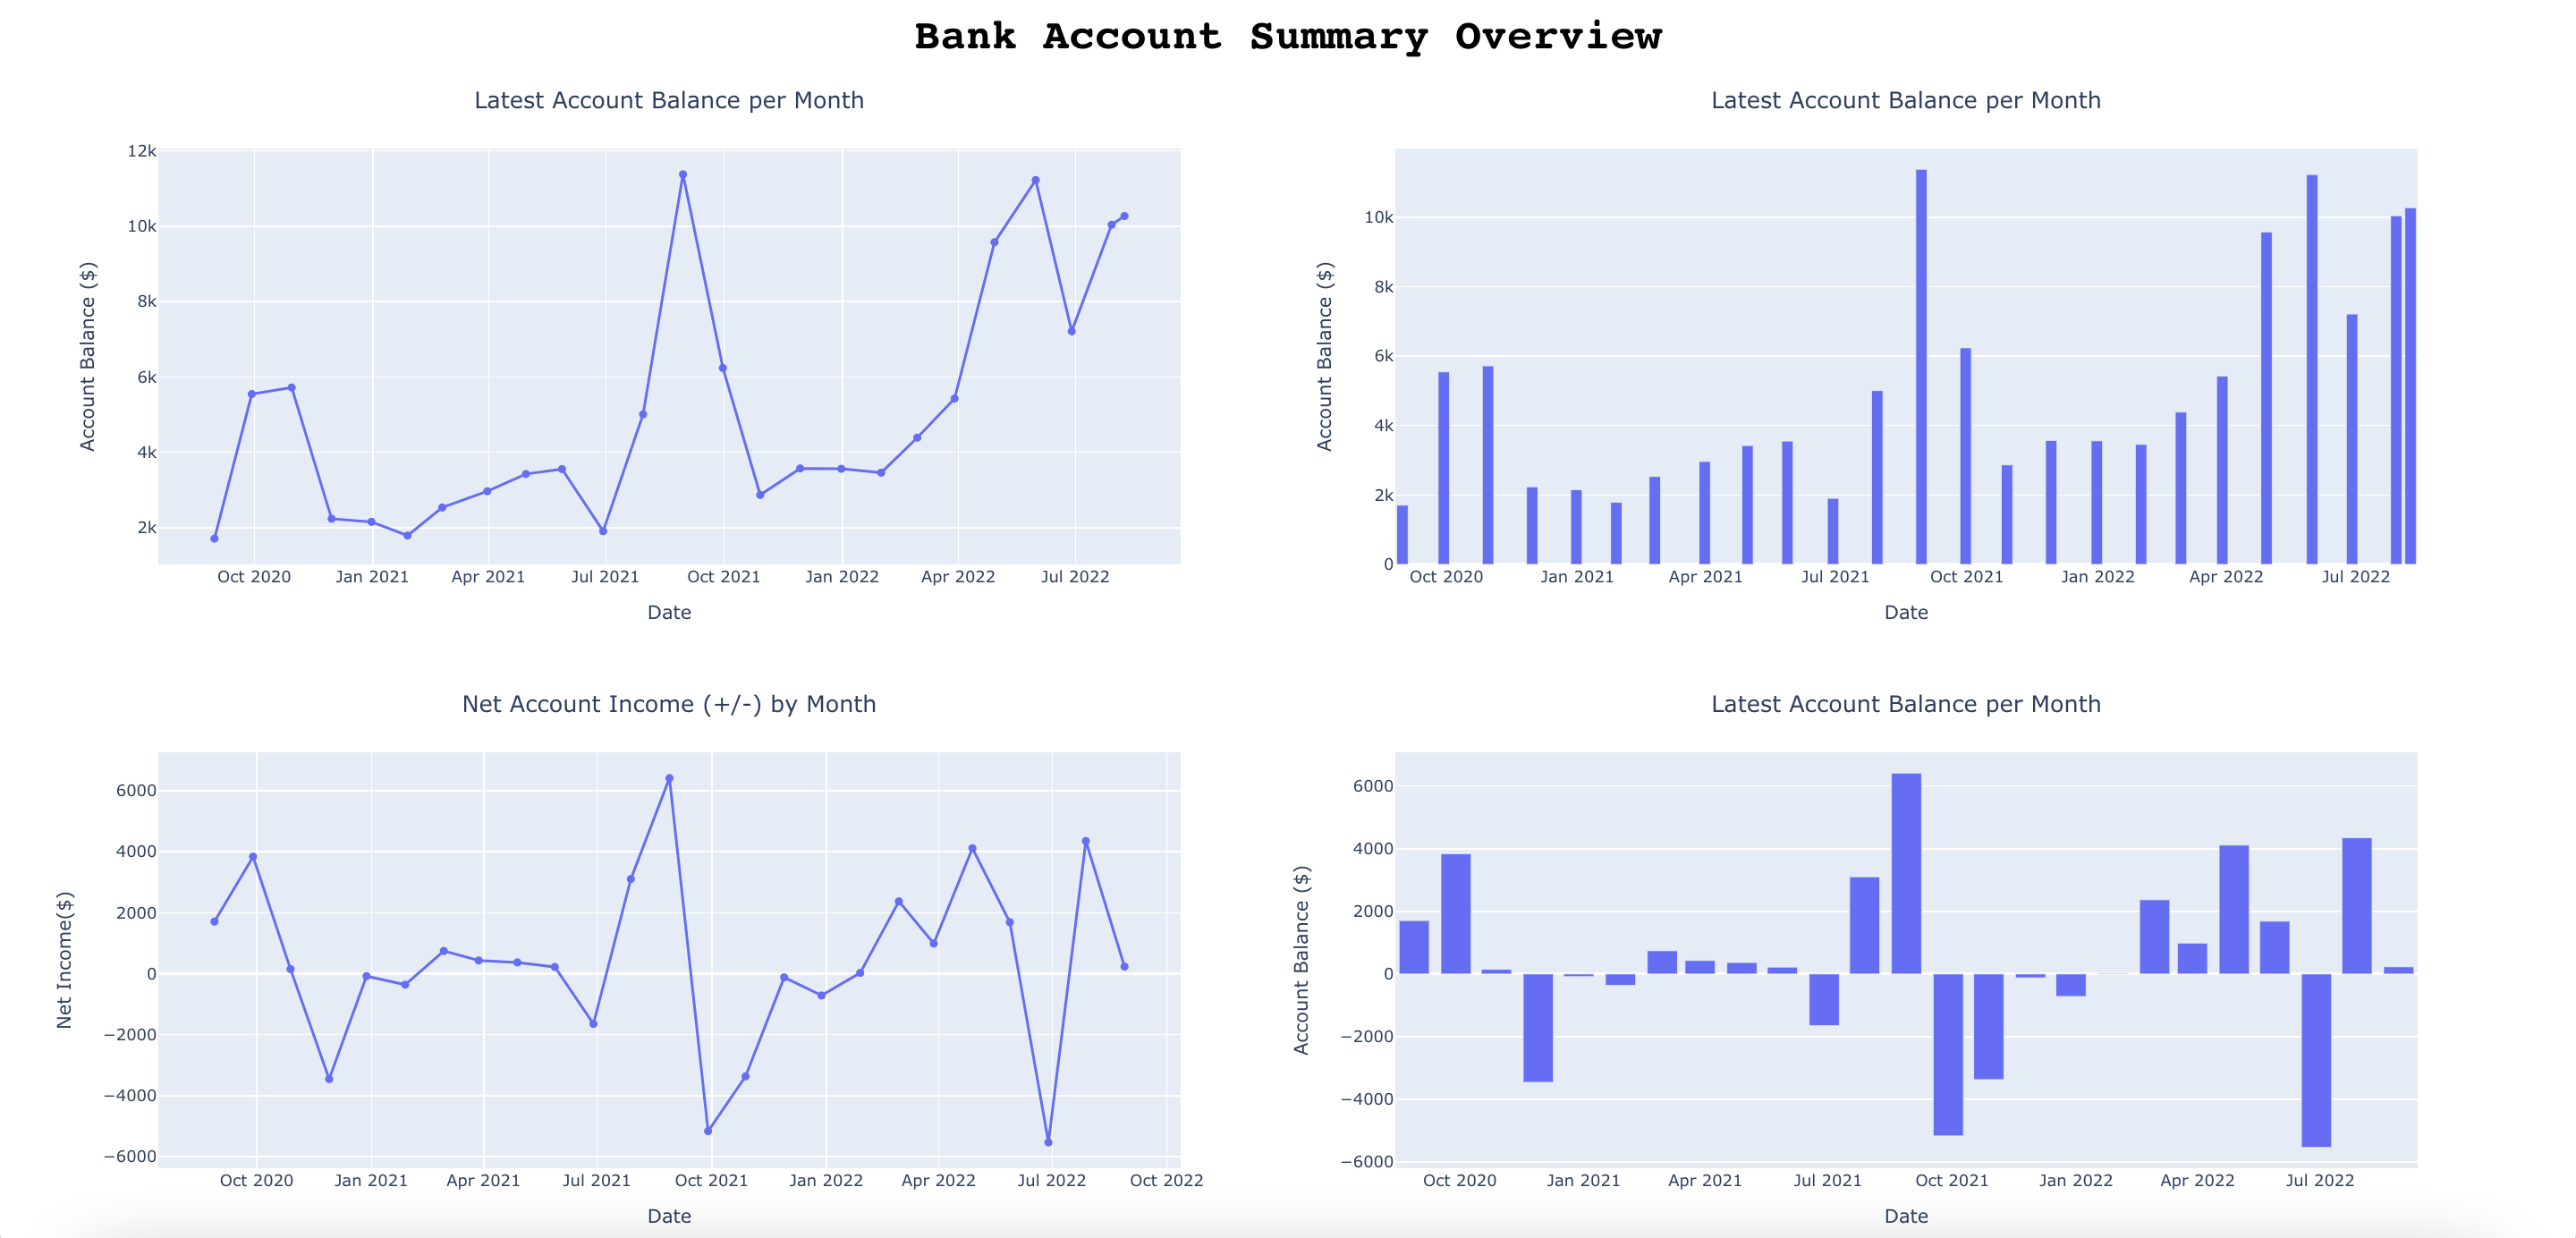 Bank Account Summary Overview
Latest Account Balance per Month
12k
10k
8k
6k
4k
2k
Account Balance ($)
Oct 2020 Jan 2021 Apr 2021 Jul 2021 Oct 2021 Jan 2022 Apr 2022 Jul 2022
Date
Latest Account Balance per Month
10k
8k
6k
4k
2k
0
Account Balance ($)
Oct 2020 Jan 2021 Apr 2021 Jul 2021 Oct 2021 Jan 2022 Apr 2022 Jul 2022
Date
Net Account Income (+/-) by Month
6000
4000
2000
0
−2000
−4000
−6000
Net Income($)
Oct 2020 Jan 2021 Apr 2021 Jul 2021 Oct 2021 Jan 2022 Apr 2022 Jul 2022 Oct 2022
Date
Latest Account Balance per Month
6000
4000
2000
0
−2000
−4000
−6000
Account Balance ($)
Oct 2020 Jan 2021 Apr 2021 Jul 2021 Oct 2021 Jan 2022 Apr 2022 Jul 2022
Date